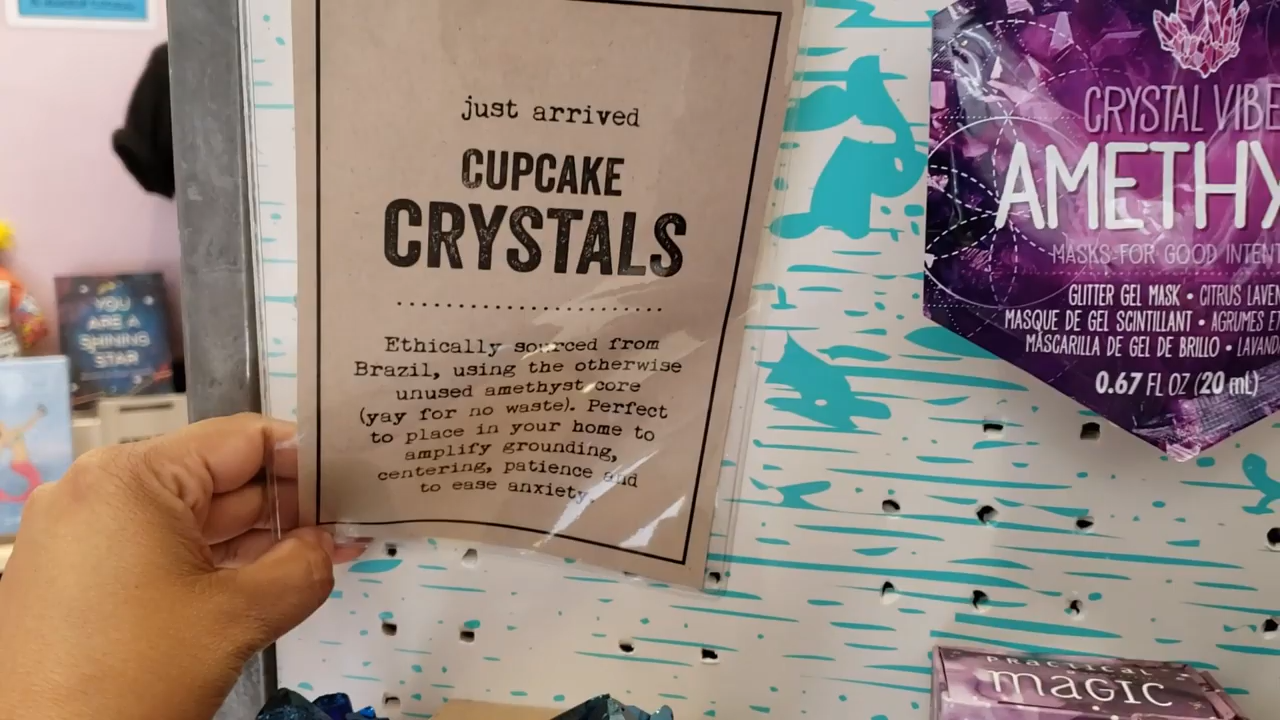 just arrived
CUPCAKE
CRYSTALS
Ethically sourced from
Brazil, using the otherwise
unused amethyst core
(yay for no waste). Perfect
to place in your home to
amplify grounding,
centering, patience and
to ease anxiety.
CRYSTAL VIBE
AMETHY
MASKS FOR GOOD INTENT
GLITTER GEL MASK • CITRUS LAVEN
MASQUE DE GEL SCINTILLANT • AGRUMES ET
MÁSCARILLA DE GEL DE BRILLO • LAVAND
0.67 FL OZ (20 mL)
YOU
ARE A
SHINING
STAR
PRACTICAL
magic